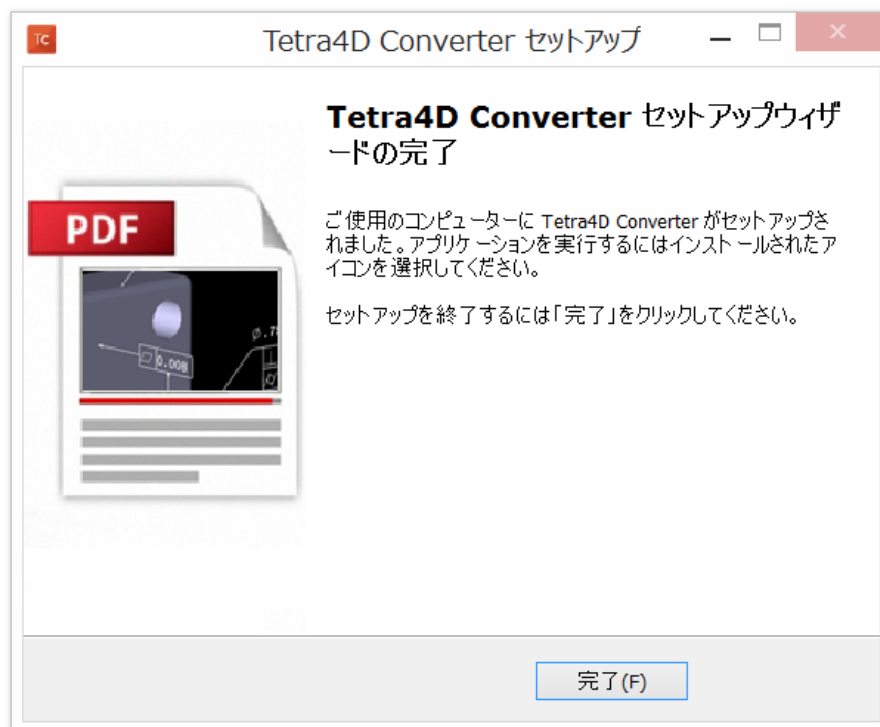 TC
Tetra4D Converter セットアップ
Tetra4D Converter セットアップウィザ
ードの完了
PDF
ご使用のコンピューターに Tetra4D Converter がセットアップさ
れました。アプリケーションを実行するにはインストールされたア
イコンを選択してください。
セットアップを終了するには「完了」をクリックしてください。
0.008
完了(F)